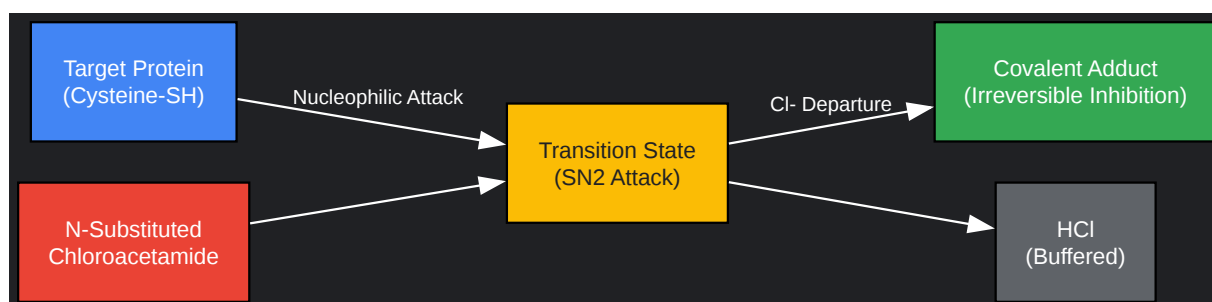 Target Protein
(Cysteine-SH)
Nucleophilic Attack
N-Substituted
Chloroacetamide
Transition State
(SN2 Attack)
Cl- Departure
Covalent Adduct
(Irreversible Inhibition)
HCl
(Buffered)